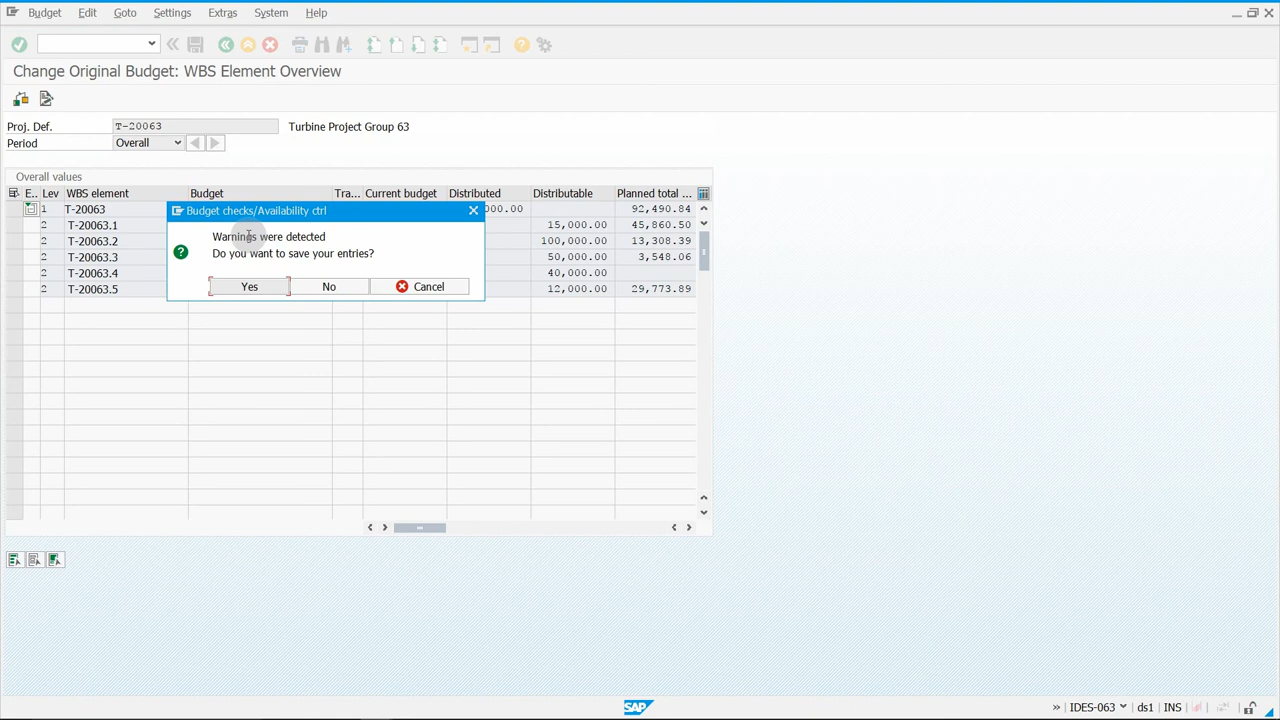 Budget Edit Goto Settings Extras System Help
Change Original Budget: WBS Element Overview
Proj. Def. T-20063 Turbine Project Group 63
Period Overall
Overall values
E.. Lev WBS element Budget Tra... Current budget Distributed Distributable Planned total ...
1 T-20063 000.00 92,490.84
2 T-20063.1 15,000.00 45,860.50
2 T-20063.2 100,000.00 13,308.39
2 T-20063.3 50,000.00 3,548.06
2 T-20063.4 40,000.00
2 T-20063.5 12,000.00 29,773.89
Budget checks/Availability ctrl
Warnings were detected
Do you want to save your entries?
Yes No Cancel
SAP
IDES-063 ds1 INS